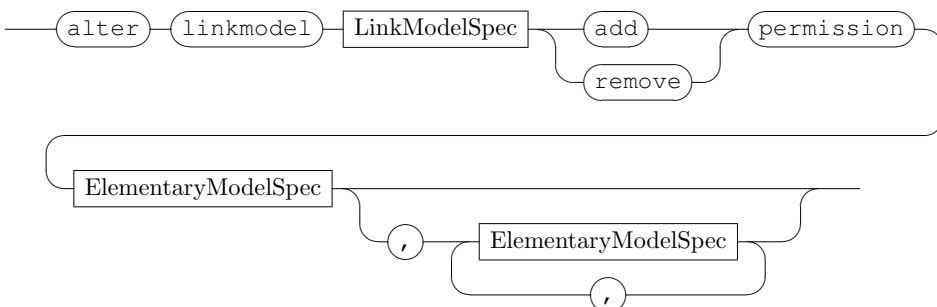 alter linkmodel LinkModelSpec add permission
remove
ElementaryModelSpec
, ElementaryModelSpec
,